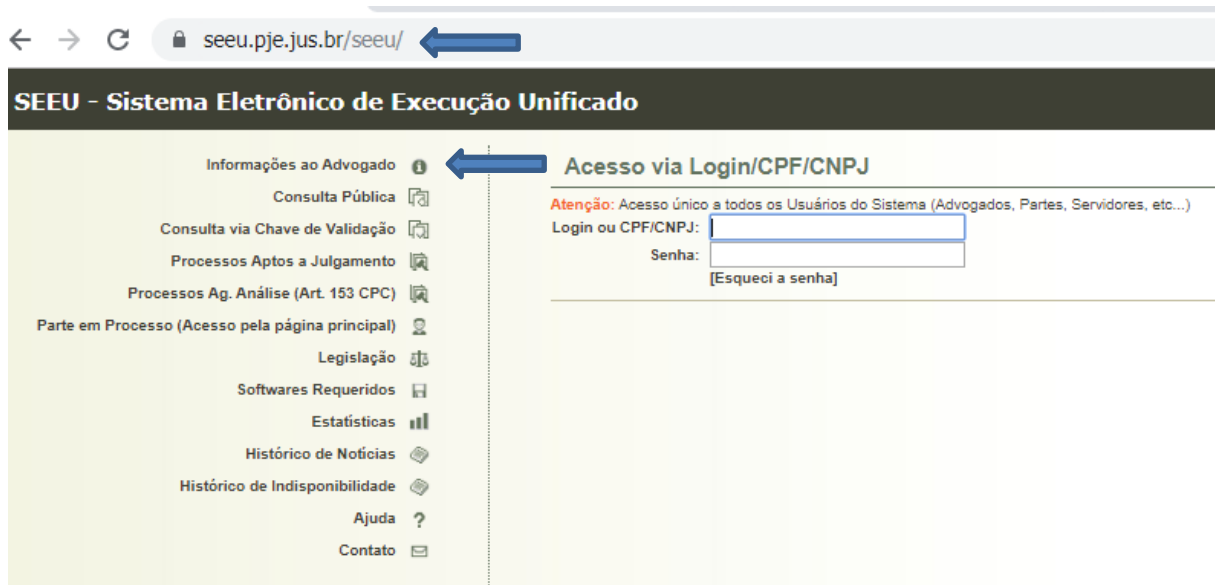 seeu.pje.jus.br/seeu/
SEEU - Sistema Eletrônico de Execução Unificado
Informações ao Advogado
Consulta Pública
Consulta via Chave de Validação
Processos Aptos a Julgamento
Processos Ag. Análise (Art. 153 CPC)
Parte em Processo (Acesso pela página principal)
Legislação
Softwares Requeridos
Estatísticas
Histórico de Notícias
Histórico de Indisponibilidade
Ajuda
Contato
Acesso via Login/CPF/CNPJ
Atenção: Acesso único a todos os Usuários do Sistema (Advogados, Partes, Servidores, etc...)
Login ou CPF/CNPJ:
Senha:
[Esqueci a senha]